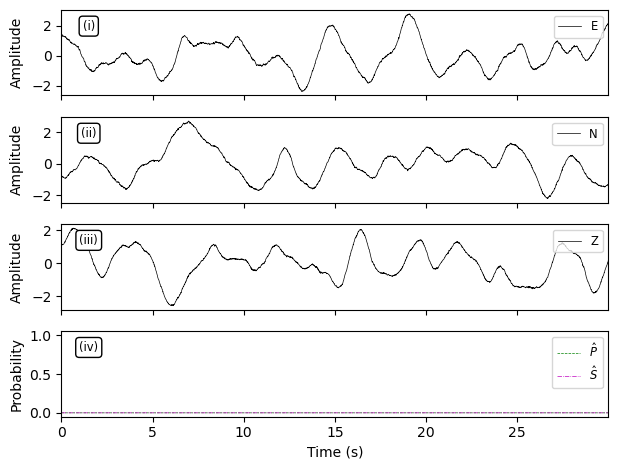 Amplitude
2
0
−2
(i)
E
Amplitude
2
0
−2
(ii)
N
Amplitude
2
0
−2
(iii)
Z
Probability
1.0
0.5
0.0
(iv)
P̂
Ŝ
0 5 10 15 20 25
Time (s)